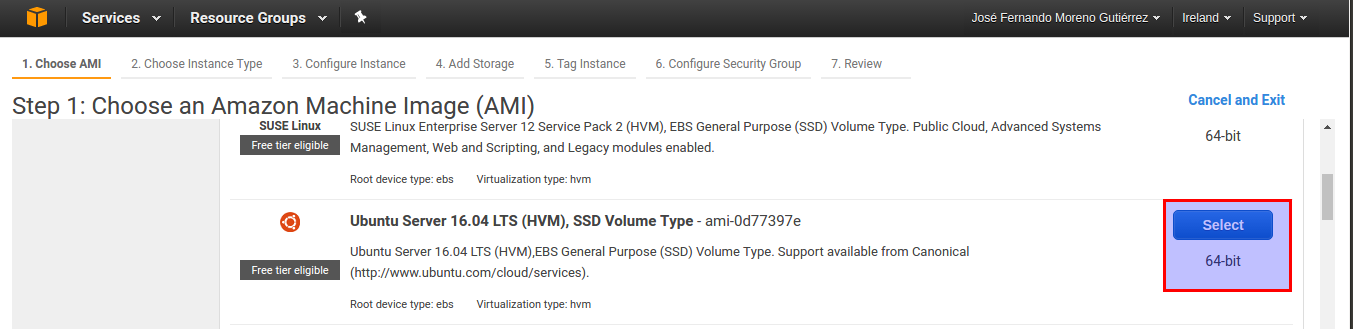 Services Resource Groups José Fernando Moreno Gutiérrez Ireland Support
1. Choose AMI 2. Choose Instance Type 3. Configure Instance 4. Add Storage 5. Tag Instance 6. Configure Security Group 7. Review
Step 1: Choose an Amazon Machine Image (AMI)
Cancel and Exit
SUSE Linux
Free tier eligible
SUSE Linux Enterprise Server 12 Service Pack 2 (HVM), EBS General Purpose (SSD) Volume Type. Public Cloud, Advanced Systems
Management, Web and Scripting, and Legacy modules enabled.
64-bit
Root device type: ebs Virtualization type: hvm
Ubuntu Server 16.04 LTS (HVM), SSD Volume Type - ami-0d77397e
Select
Free tier eligible
Ubuntu Server 16.04 LTS (HVM),EBS General Purpose (SSD) Volume Type. Support available from Canonical
(http://www.ubuntu.com/cloud/services).
64-bit
Root device type: ebs Virtualization type: hvm